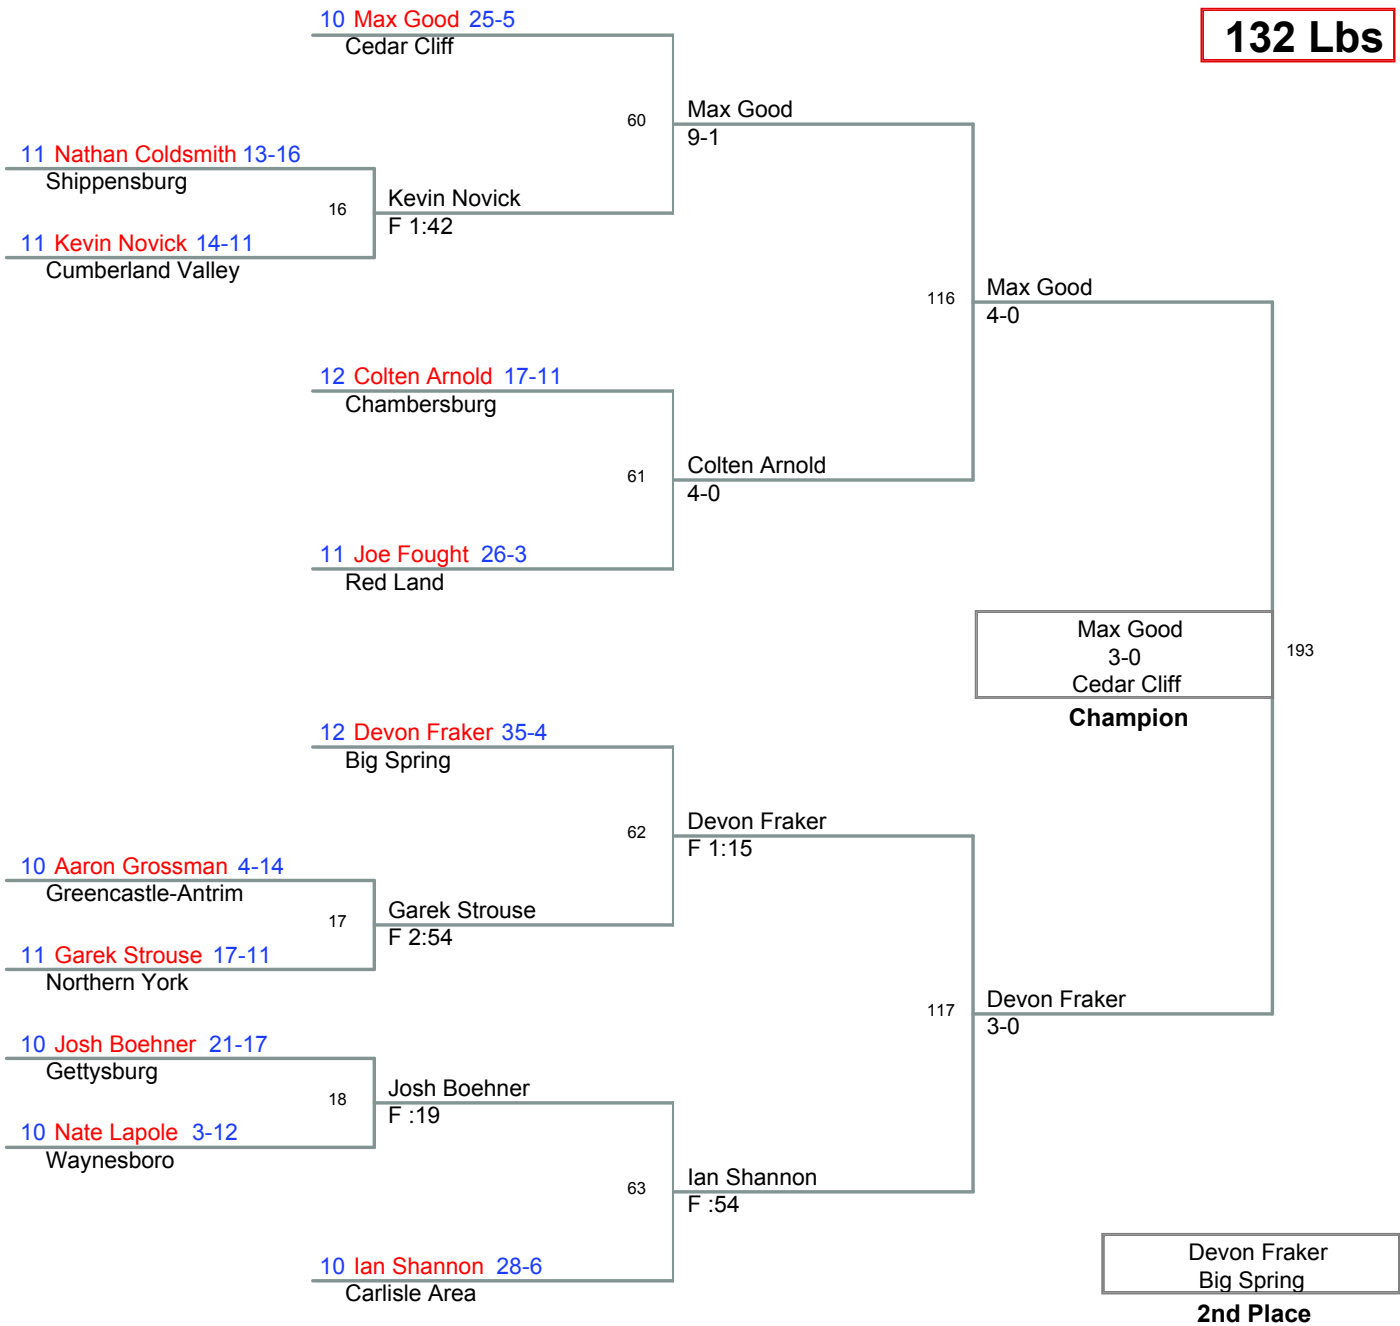 132 Lbs
10 Max Good 25-5
Cedar Cliff
60
Max Good
9-1
11 Nathan Coldsmith 13-16
Shippensburg
16
Kevin Novick
F 1:42
11 Kevin Novick 14-11
Cumberland Valley
116
Max Good
4-0
12 Colten Arnold 17-11
Chambersburg
61
Colten Arnold
4-0
11 Joe Fought 26-3
Red Land
Max Good
3-0
Cedar Cliff
Champion
193
12 Devon Fraker 35-4
Big Spring
62
Devon Fraker
F 1:15
10 Aaron Grossman 4-14
Greencastle-Antrim
17
Garek Strouse
F 2:54
11 Garek Strouse 17-11
Northern York
117
Devon Fraker
3-0
10 Josh Boehner 21-17
Gettysburg
18
Josh Boehner
F :19
10 Nate Lapole 3-12
Waynesboro
63
Ian Shannon
F :54
10 Ian Shannon 28-6
Carlisle Area
Devon Fraker
Big Spring
2nd Place